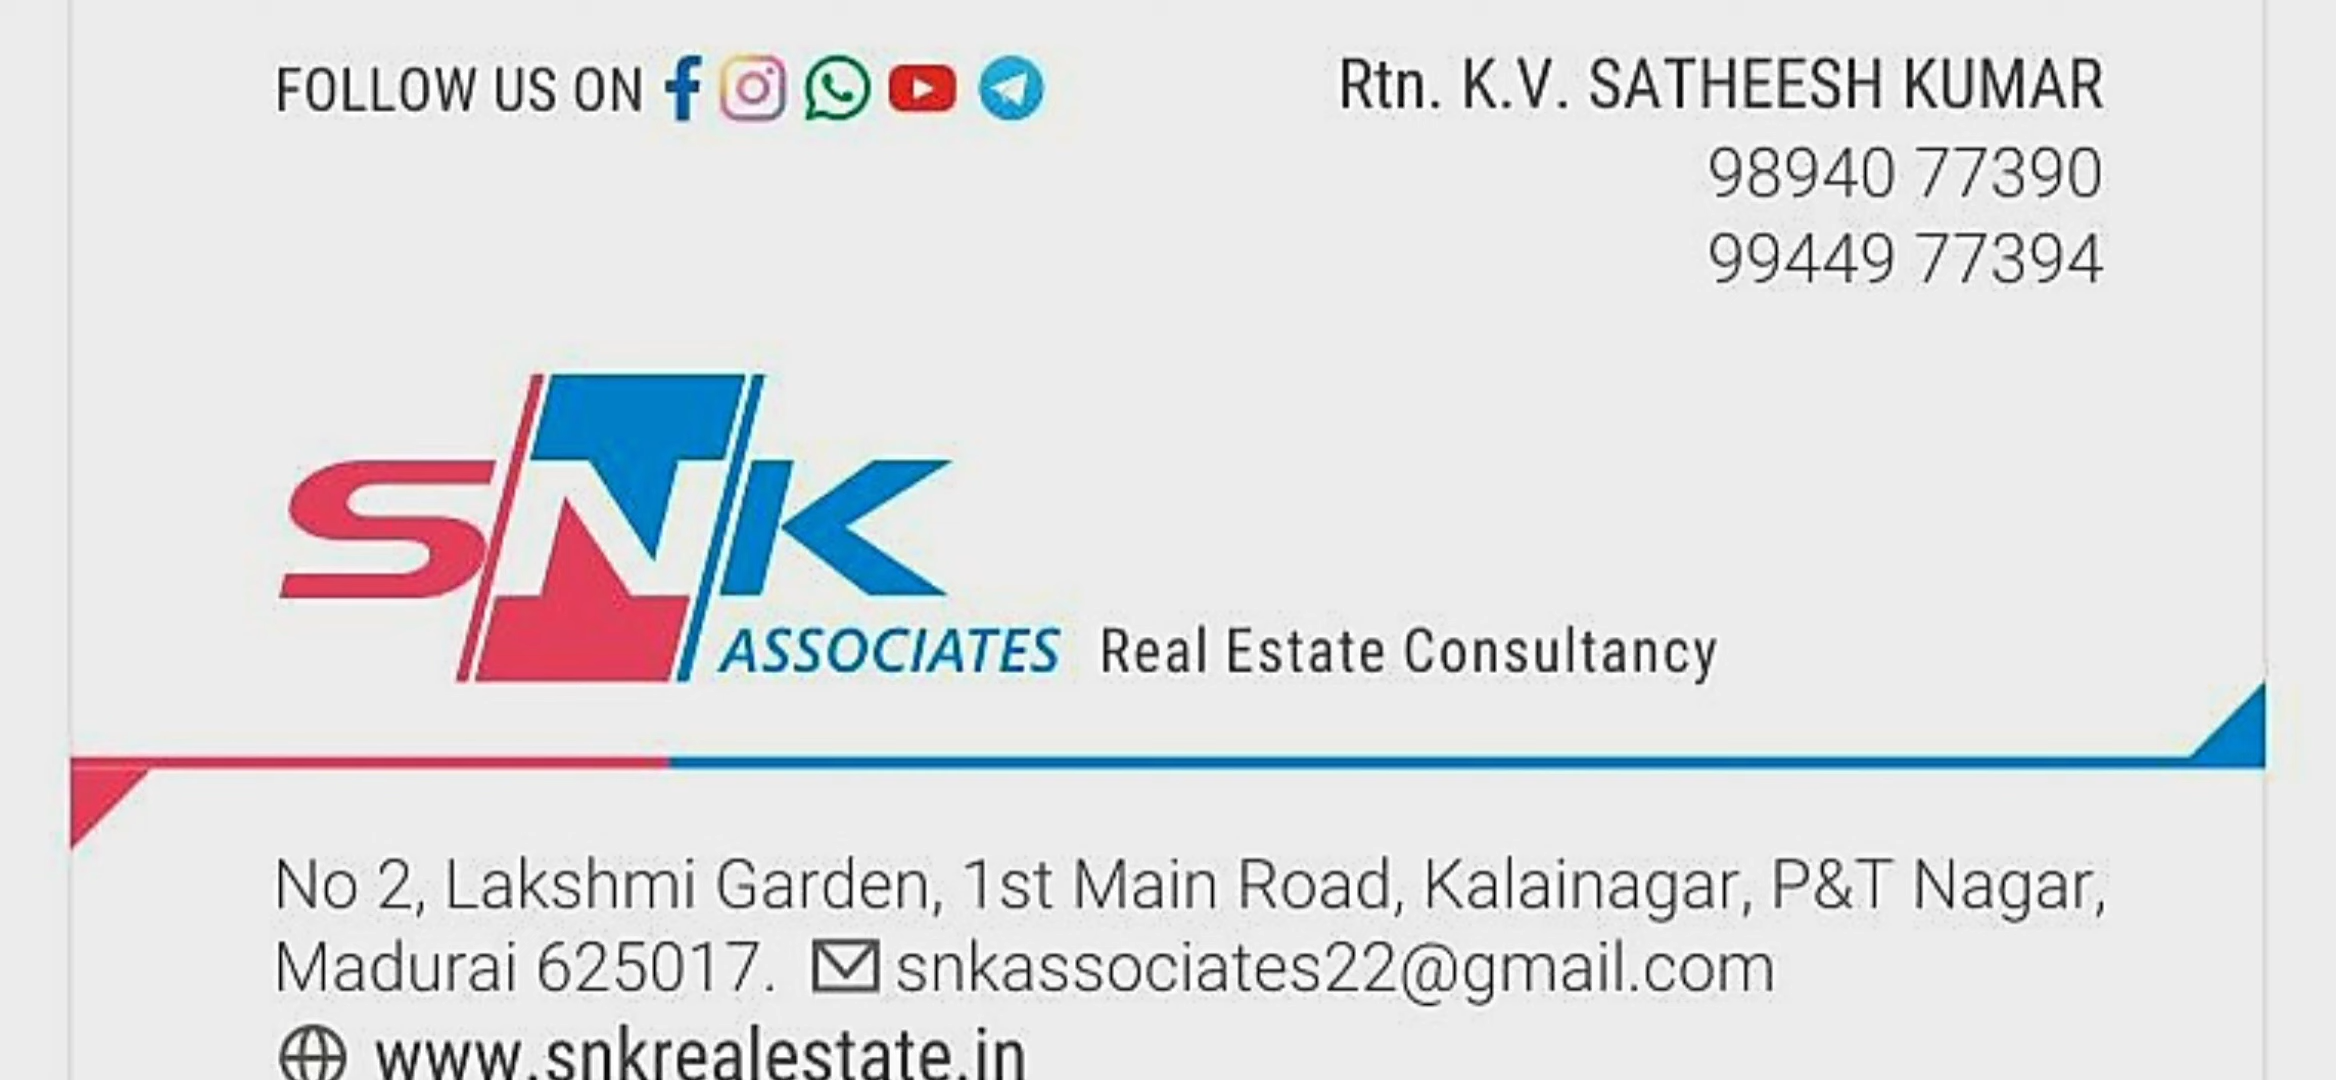 FOLLOW US ON
Rtn. K.V. SATHEESH KUMAR
98940 77390
99449 77394
SNK
ASSOCIATES Real Estate Consultancy
No 2, Lakshmi Garden, 1st Main Road, Kalainagar, P&T Nagar,
Madurai 625017. snkassociates22@gmail.com
www.snkrealestate.in